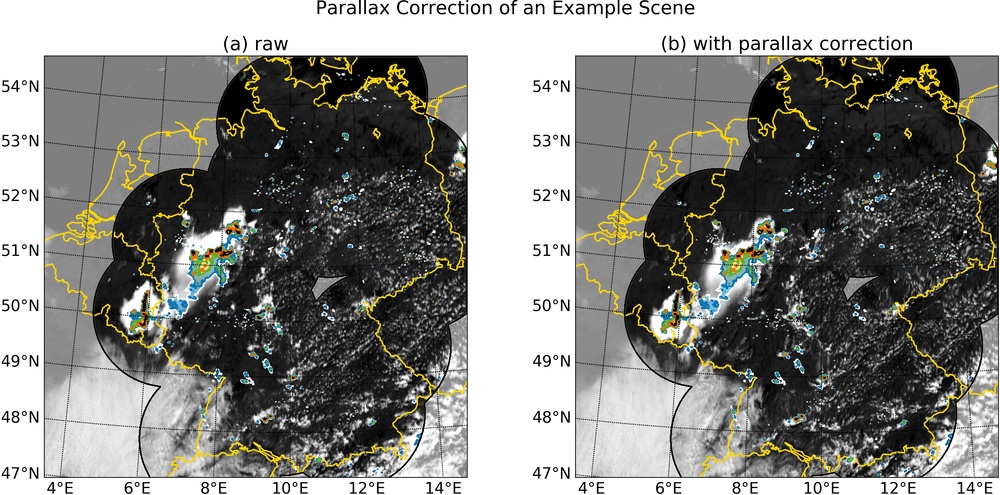 Parallax Correction of an Example Scene
(a) raw
(b) with parallax correction
54°N
53°N
52°N
51°N
50°N
49°N
48°N
47°N
4°E 6°E 8°E 10°E 12°E 14°E
54°N
53°N
52°N
51°N
50°N
49°N
48°N
47°N
4°E 6°E 8°E 10°E 12°E 14°E